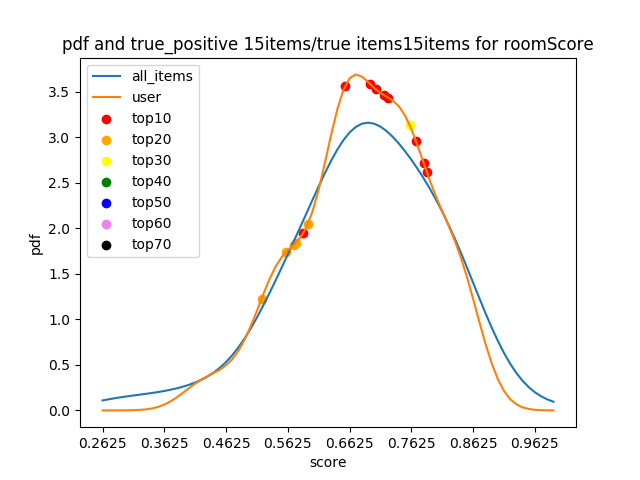 pdf and true_positive 15items/true items15items for roomScore
all_items
user
top10
top20
top30
top40
top50
top60
top70
pdf
3.5
3.0
2.5
2.0
1.5
1.0
0.5
0.0
0.2625 0.3625 0.4625 0.5625 0.6625 0.7625 0.8625 0.9625
score